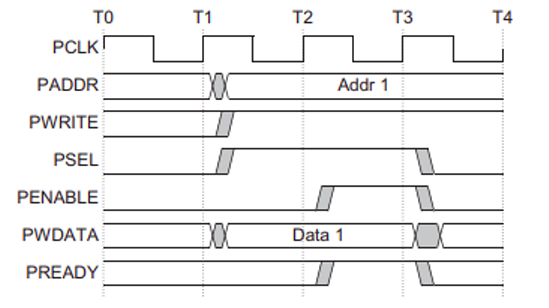 T0 T1 T2 T3 T4
PCLK
PADDR Addr 1
PWRITE
PSEL
PENABLE
PWDATA Data 1
PREADY